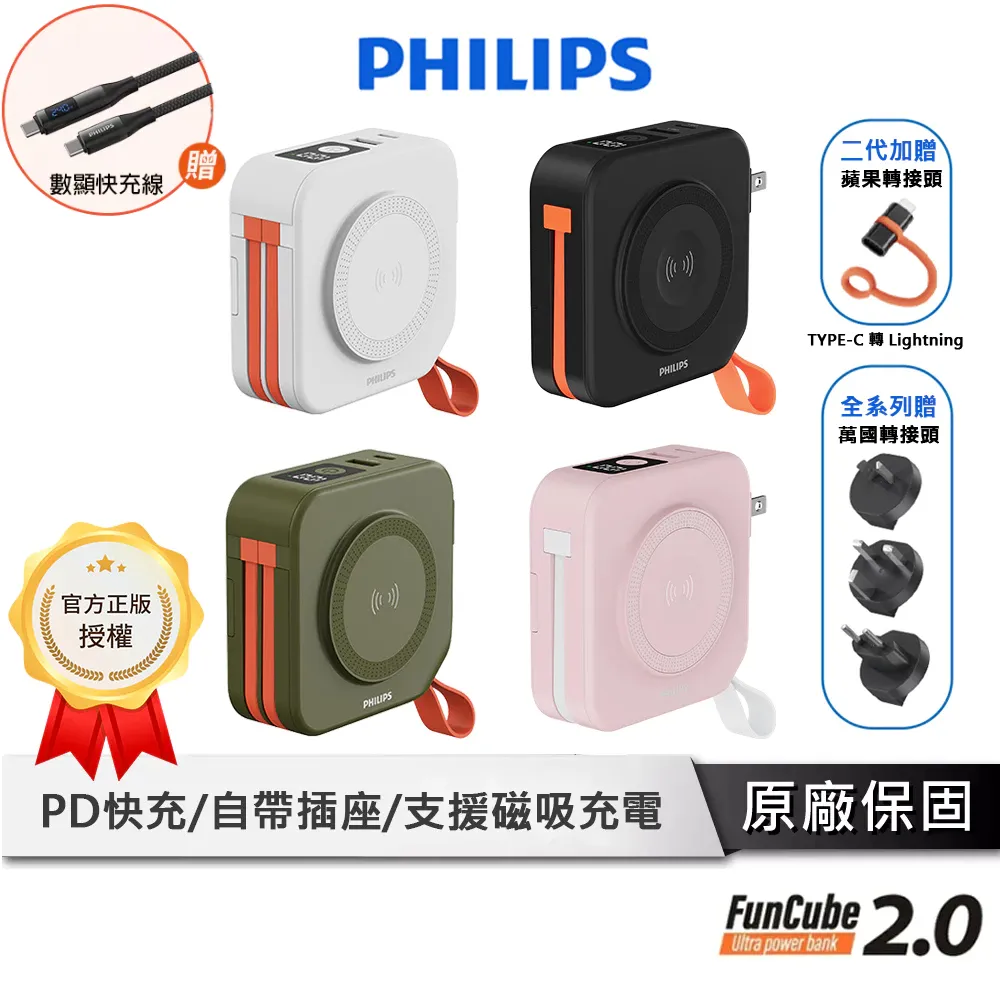 PHILIPS
240
PHILIPS
數顯快充線
贈
二代加贈
蘋果轉接頭
TYPE-C 轉 Lightning
PHILIPS
PHILIPS
全系列贈
萬國轉接頭
PHILIPS
PHILIPS
官方正版
授權
PD快充/自帶插座/支援磁吸充電
原廠保固
FunCube 2.0
Ultra power bank